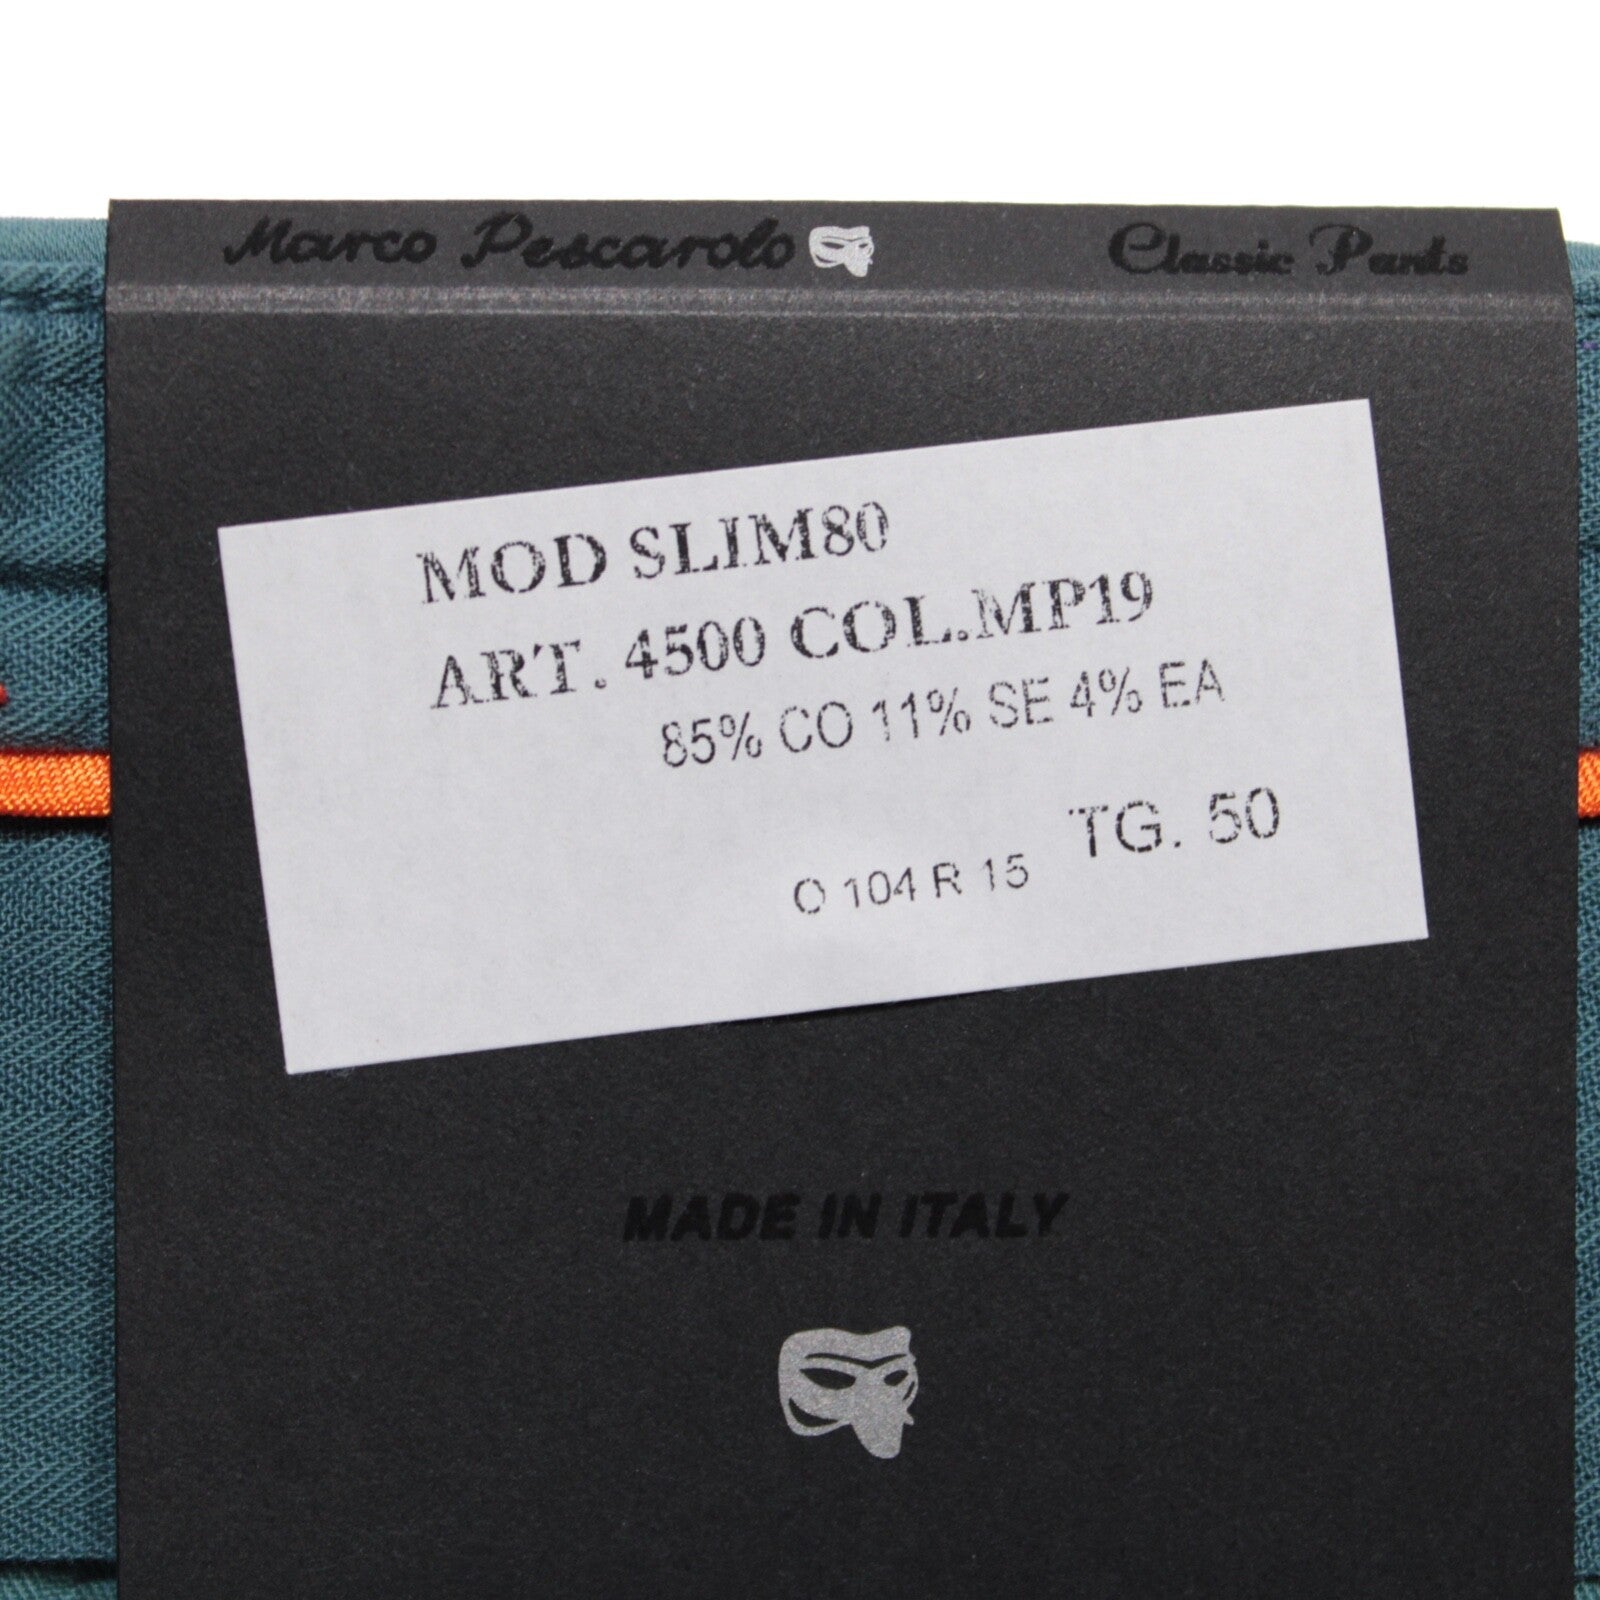 Marco Pescarolo Classic Pants
MOD SLIM80
ART. 4500 COL.MP19
85% CO 11% SE 4% EA
TG. 50
O 104 R 15
MADE IN ITALY